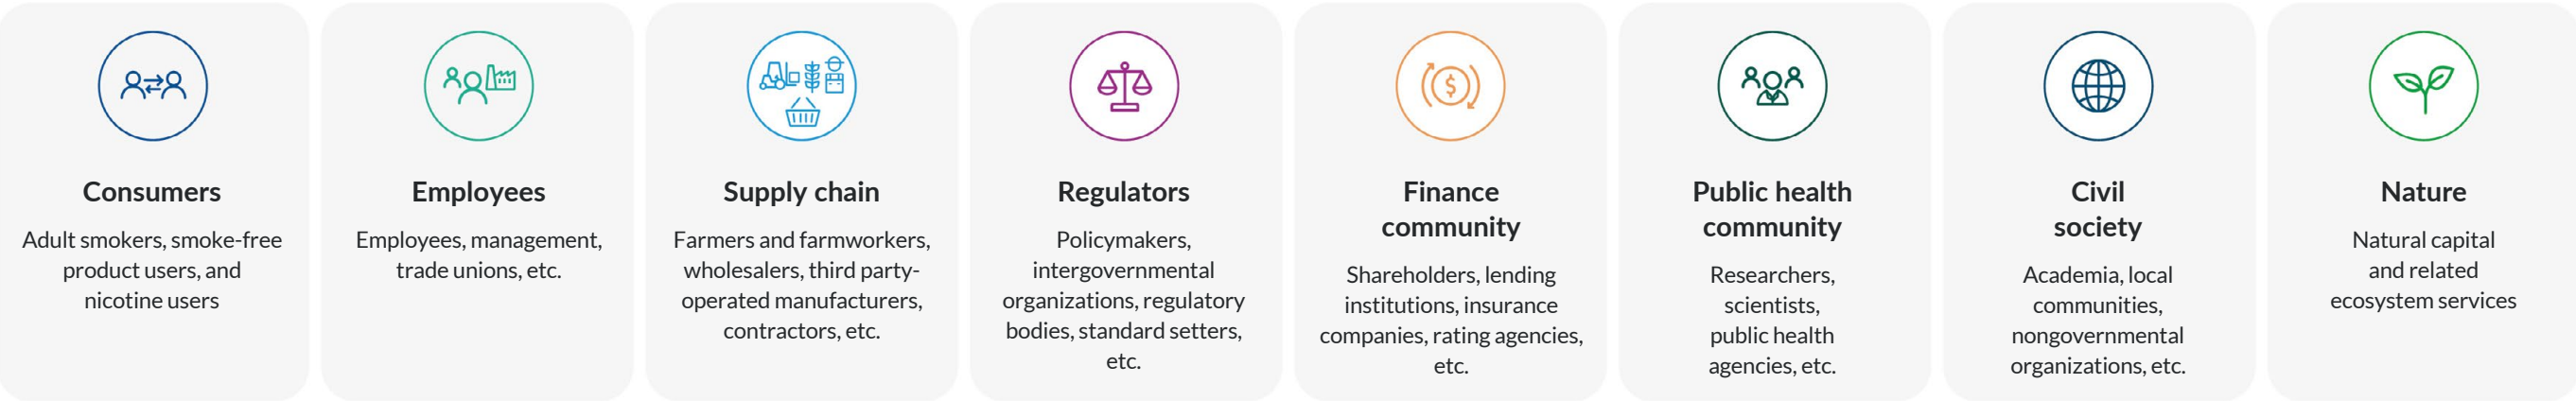 Consumers
Adult smokers, smoke-free
product users, and
nicotine users
Employees
Employees, management,
trade unions, etc.
Supply chain
Farmers and farmworkers,
wholesalers, third party-
operated manufacturers,
contractors, etc.
Regulators
Policymakers,
intergovernmental
organizations, regulatory
bodies, standard setters,
etc.
Finance
community
Shareholders, lending
institutions, insurance
companies, rating agencies,
etc.
Public health
community
Researchers,
scientists,
public health
agencies, etc.
Civil
society
Academia, local
communities,
nongovernmental
organizations, etc.
Nature
Natural capital
and related
ecosystem services